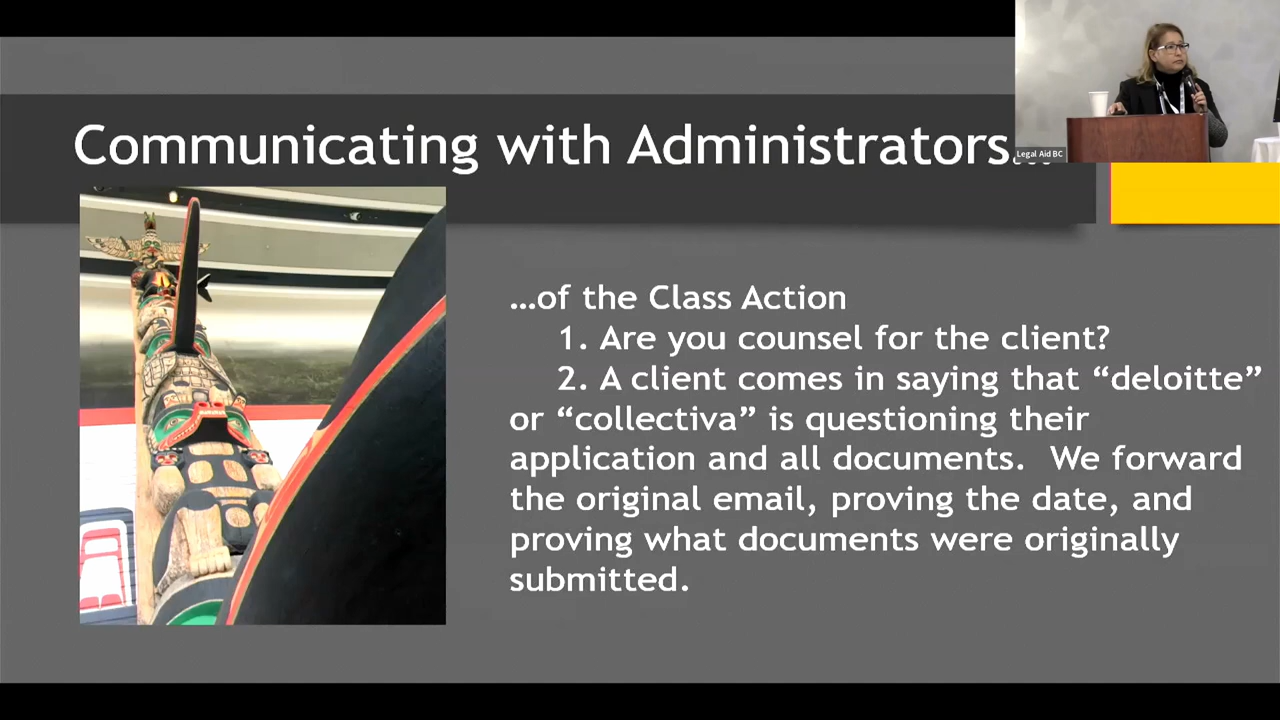 Communicating with Administrators...
Legal Aid BC
...of the Class Action
1. Are you counsel for the client?
2. A client comes in saying that “deloitte”
or “collectiva” is questioning their
application and all documents.  We forward
the original email, proving the date, and
proving what documents were originally
submitted.